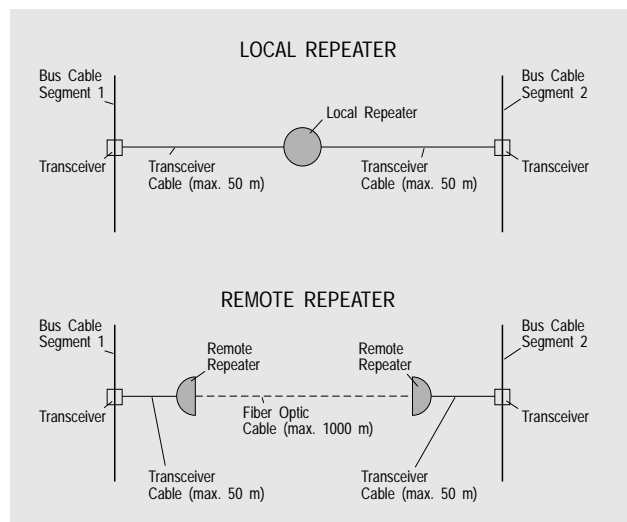 LOCAL REPEATER
Bus Cable
Segment 1
Bus Cable
Segment 2
Local Repeater
Transceiver
Transceiver
Cable (max. 50 m)
Transceiver
Cable (max. 50 m)
Transceiver
REMOTE REPEATER
Bus Cable
Segment 1
Bus Cable
Segment 2
Remote
Repeater
Remote
Repeater
Transceiver
Fiber Optic
Cable (max. 1000 m)
Transceiver
Transceiver
Cable (max. 50 m)
Transceiver
Cable (max. 50 m)